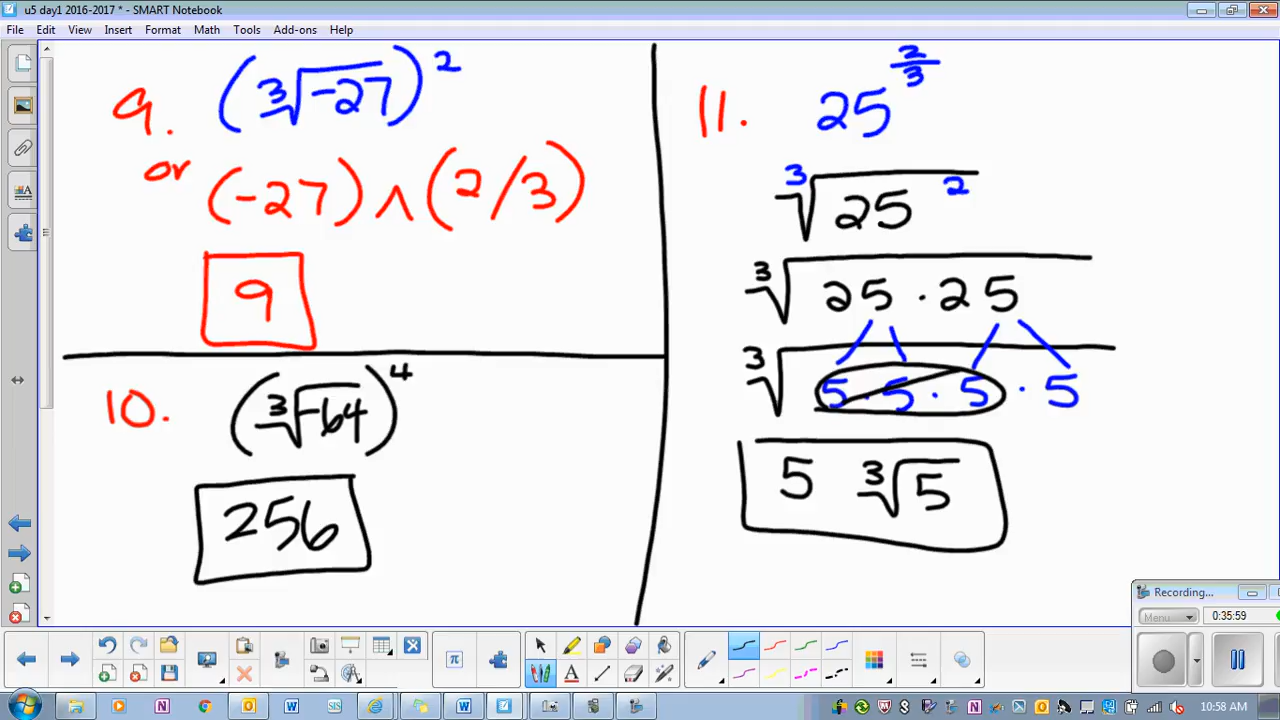 u5 day1 2016-2017 * - SMART Notebook
File Edit View Insert Format Math Tools Add-ons Help
9. (∛-27)²
or (-27)^(2/3)
9
10. (∛-64)⁴
256
11. 25^⅔
∛25²
∛25·25
∛5·5·5·5
5 ∛5
Recording...
Menu 0:35:59
10:58 AM